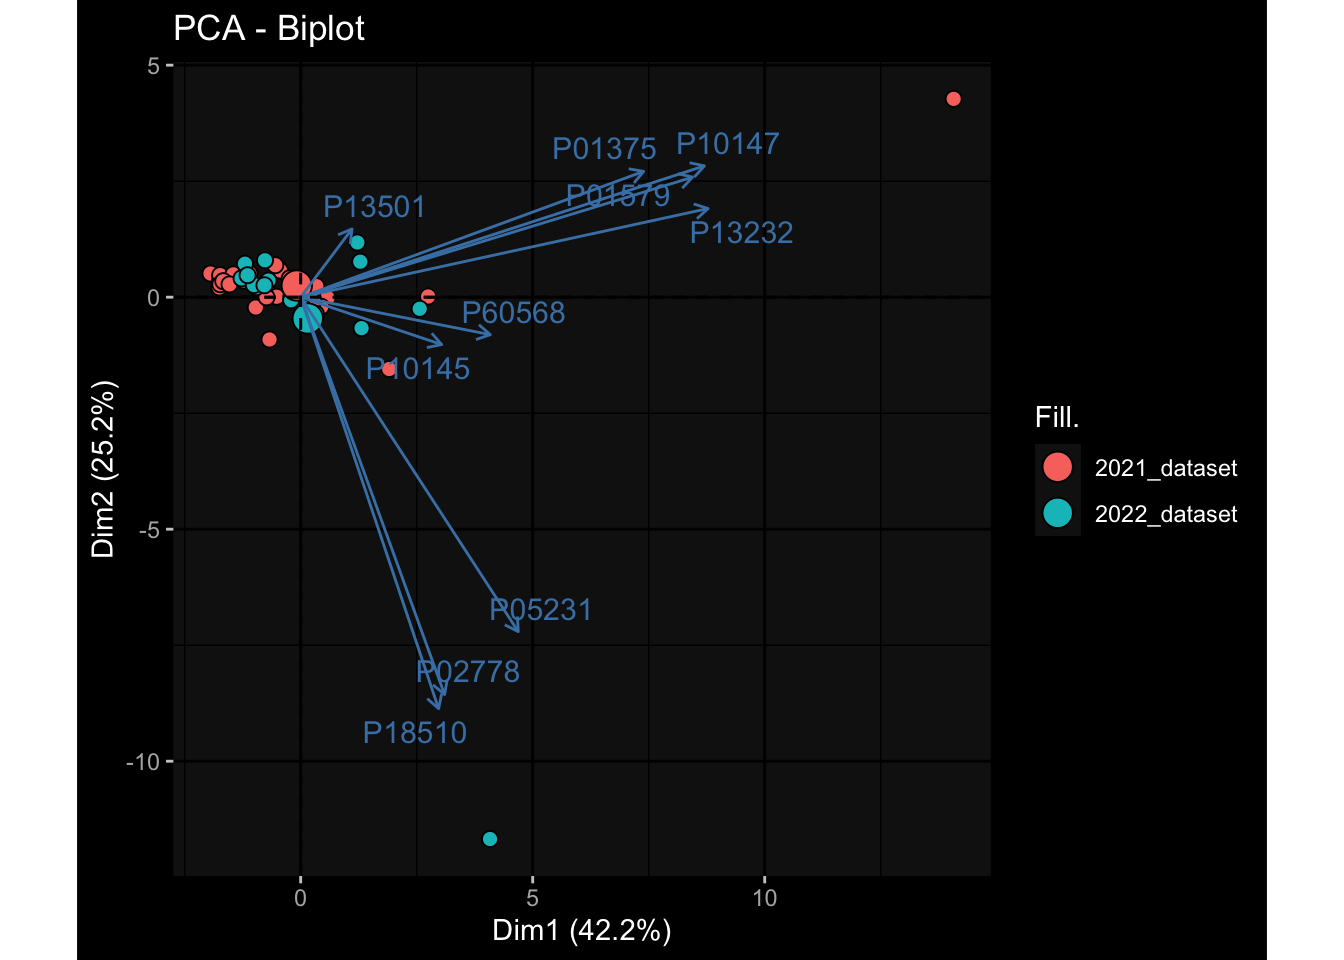 PCA - Biplot
5
0
-5
-10
Dim2 (25.2%)
P01375
P10147
P01579
P13501
P13232
P60568
P10145
P05231
P02778
P18510
0
5
10
Dim1 (42.2%)
Fill.
2021_dataset
2022_dataset